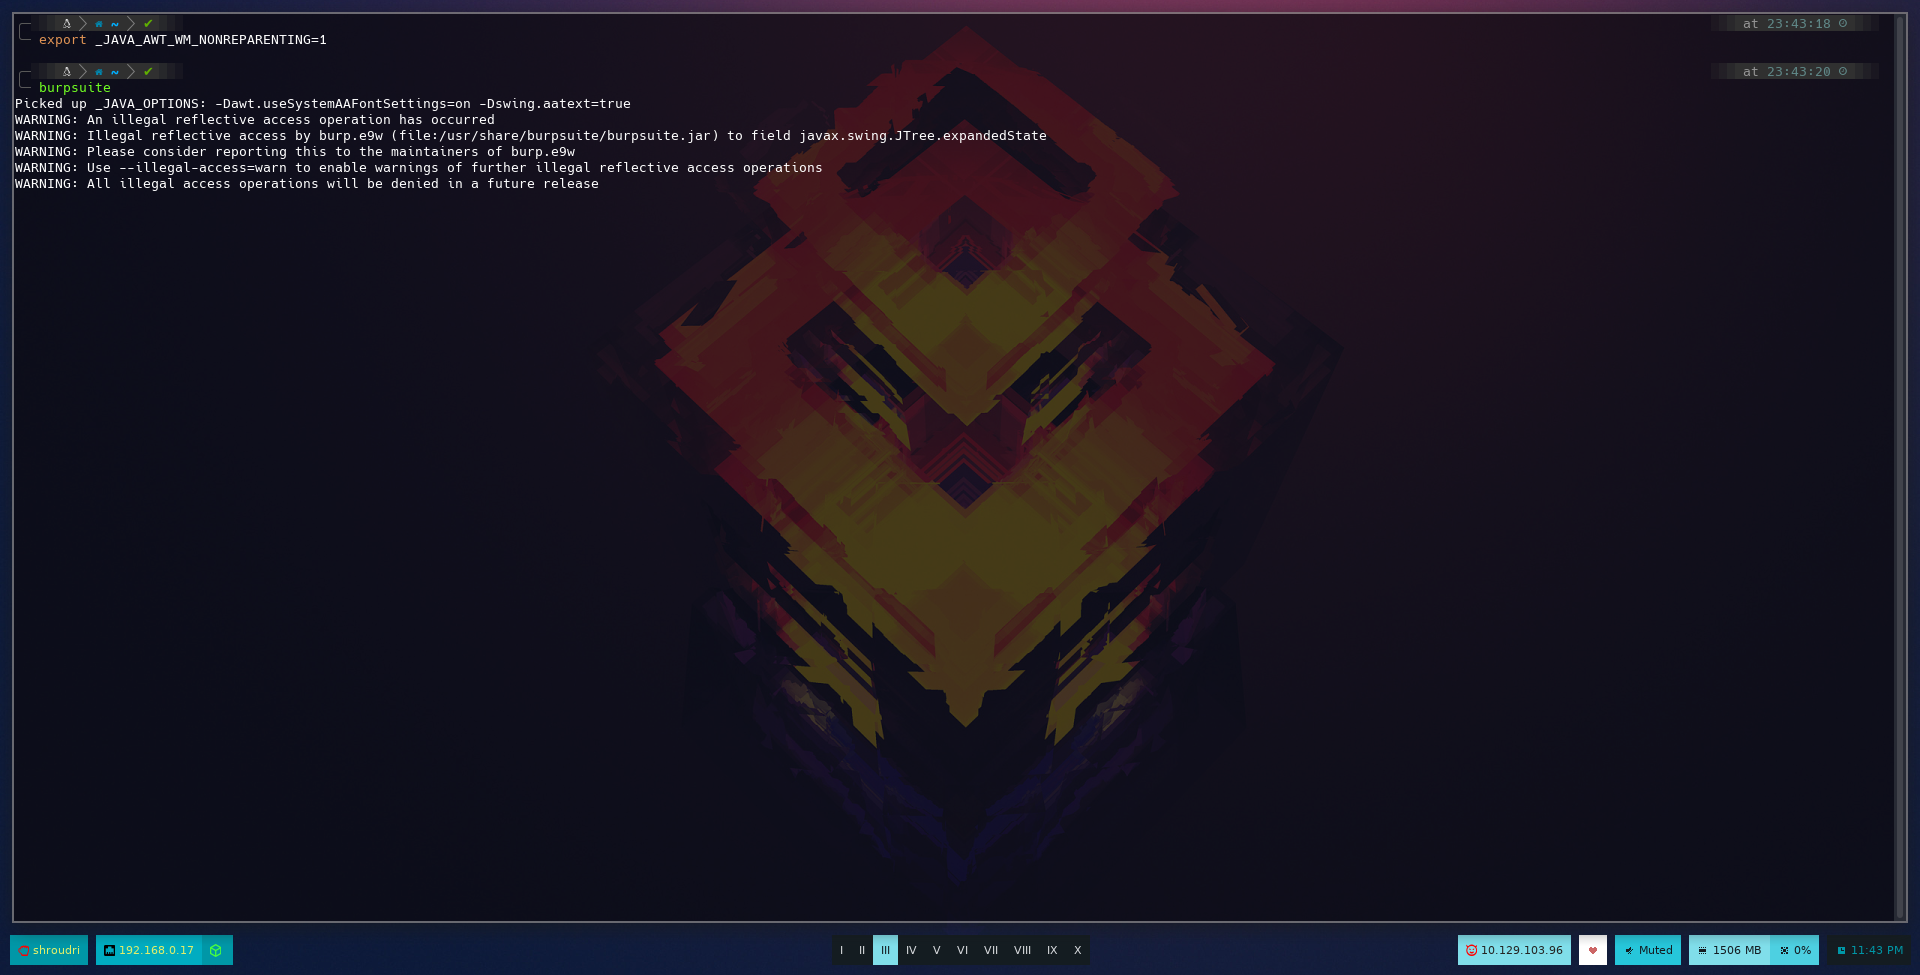 ~ ✔ at 23:43:18
export _JAVA_AWT_WM_NONREPARENTING=1
~ ✔ at 23:43:20
burpsuite
Picked up _JAVA_OPTIONS: -Dawt.useSystemAAFontSettings=on -Dswing.aatext=true
WARNING: An illegal reflective access operation has occurred
WARNING: Illegal reflective access by burp.e9w (file:/usr/share/burpsuite/burpsuite.jar) to field javax.swing.JTree.expandedState
WARNING: Please consider reporting this to the maintainers of burp.e9w
WARNING: Use --illegal-access=warn to enable warnings of further illegal reflective access operations
WARNING: All illegal access operations will be denied in a future release
shroudri 192.168.0.17 I II III IV V VI VII VIII IX X 10.129.103.96 Muted 1506 MB 0% 11:43 PM